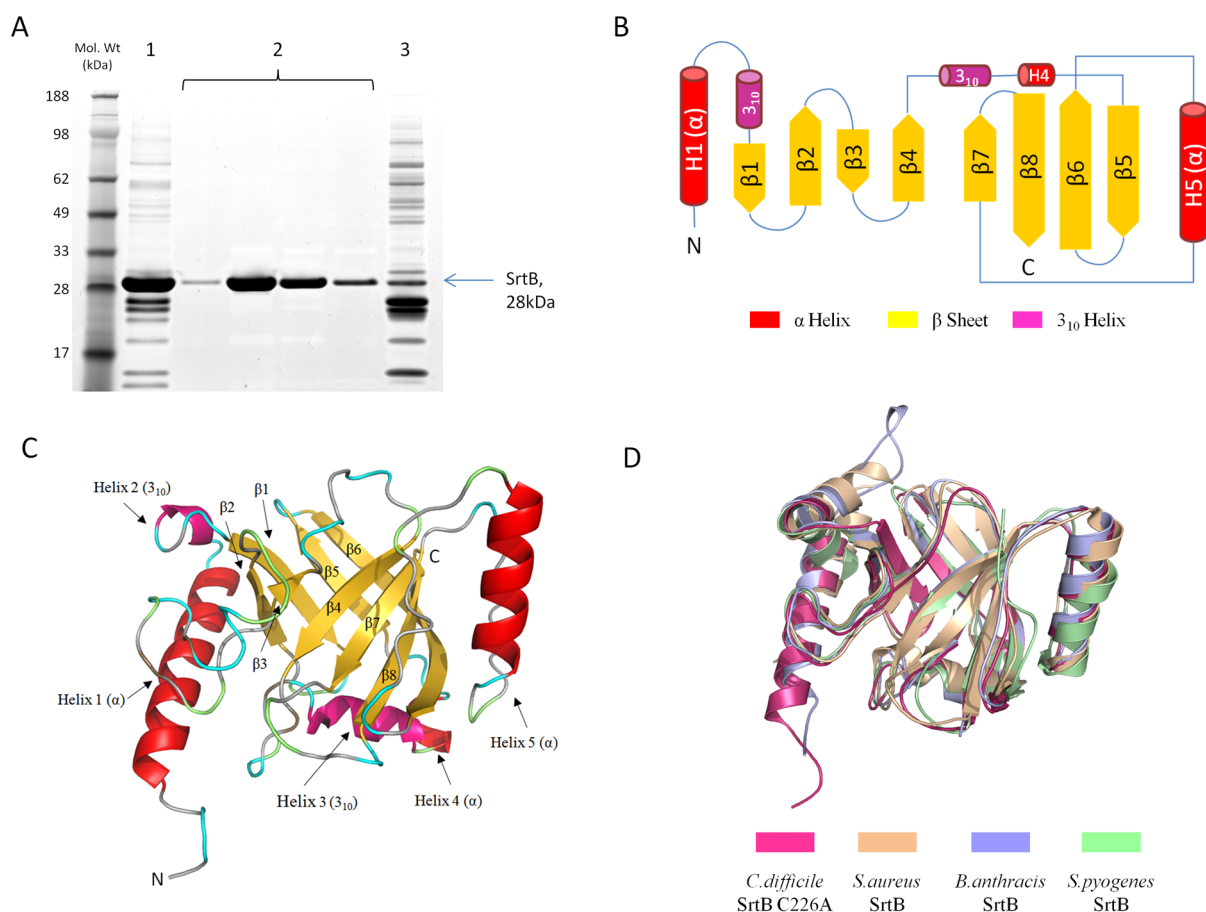 A
Mol. Wt
(kDa)
1
2
3
188
98
62
49
33
28
17
SrtB,
28kDa
B
H1 (α)
3₁₀
β1
β2
β3
β4
3₁₀
H4
β7
β8
β6
β5
H5 (α)
N
C
α Helix
β Sheet
3₁₀ Helix
C
Helix 2 (3₁₀)
β2
β1
β6
β5
β4
β7
β3
β8
C
Helix 1 (α)
Helix 3 (3₁₀)
Helix 4 (α)
Helix 5 (α)
N
D
C.difficile
SrtB C226A
S.aureus
SrtB
B.anthracis
SrtB
S.pyogenes
SrtB